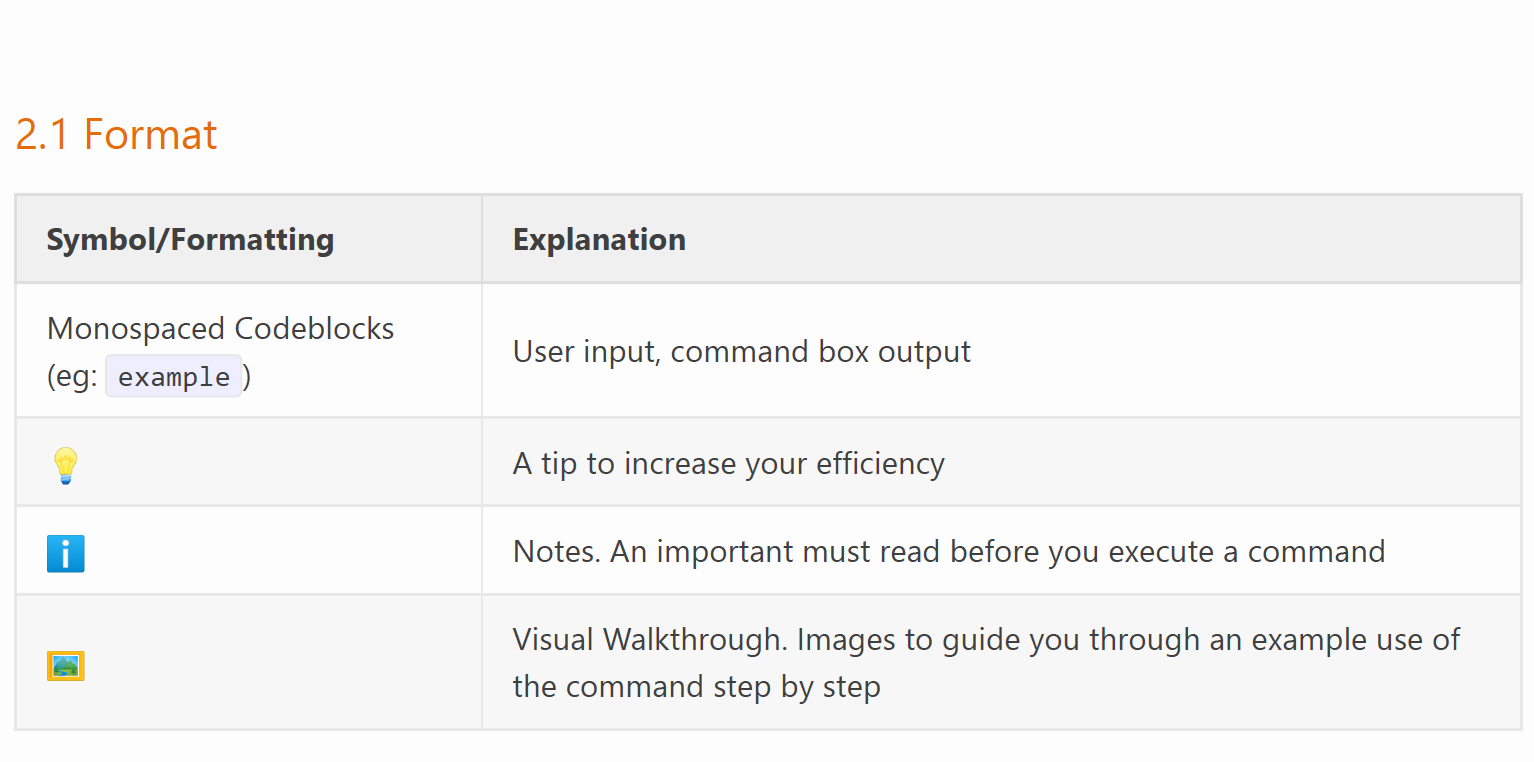 2.1 Format
Symbol/Formatting
Explanation
Monospaced Codeblocks
(eg: example )
User input, command box output
💡
A tip to increase your efficiency
ℹ️
Notes. An important must read before you execute a command
🖼️
Visual Walkthrough. Images to guide you through an example use of
the command step by step